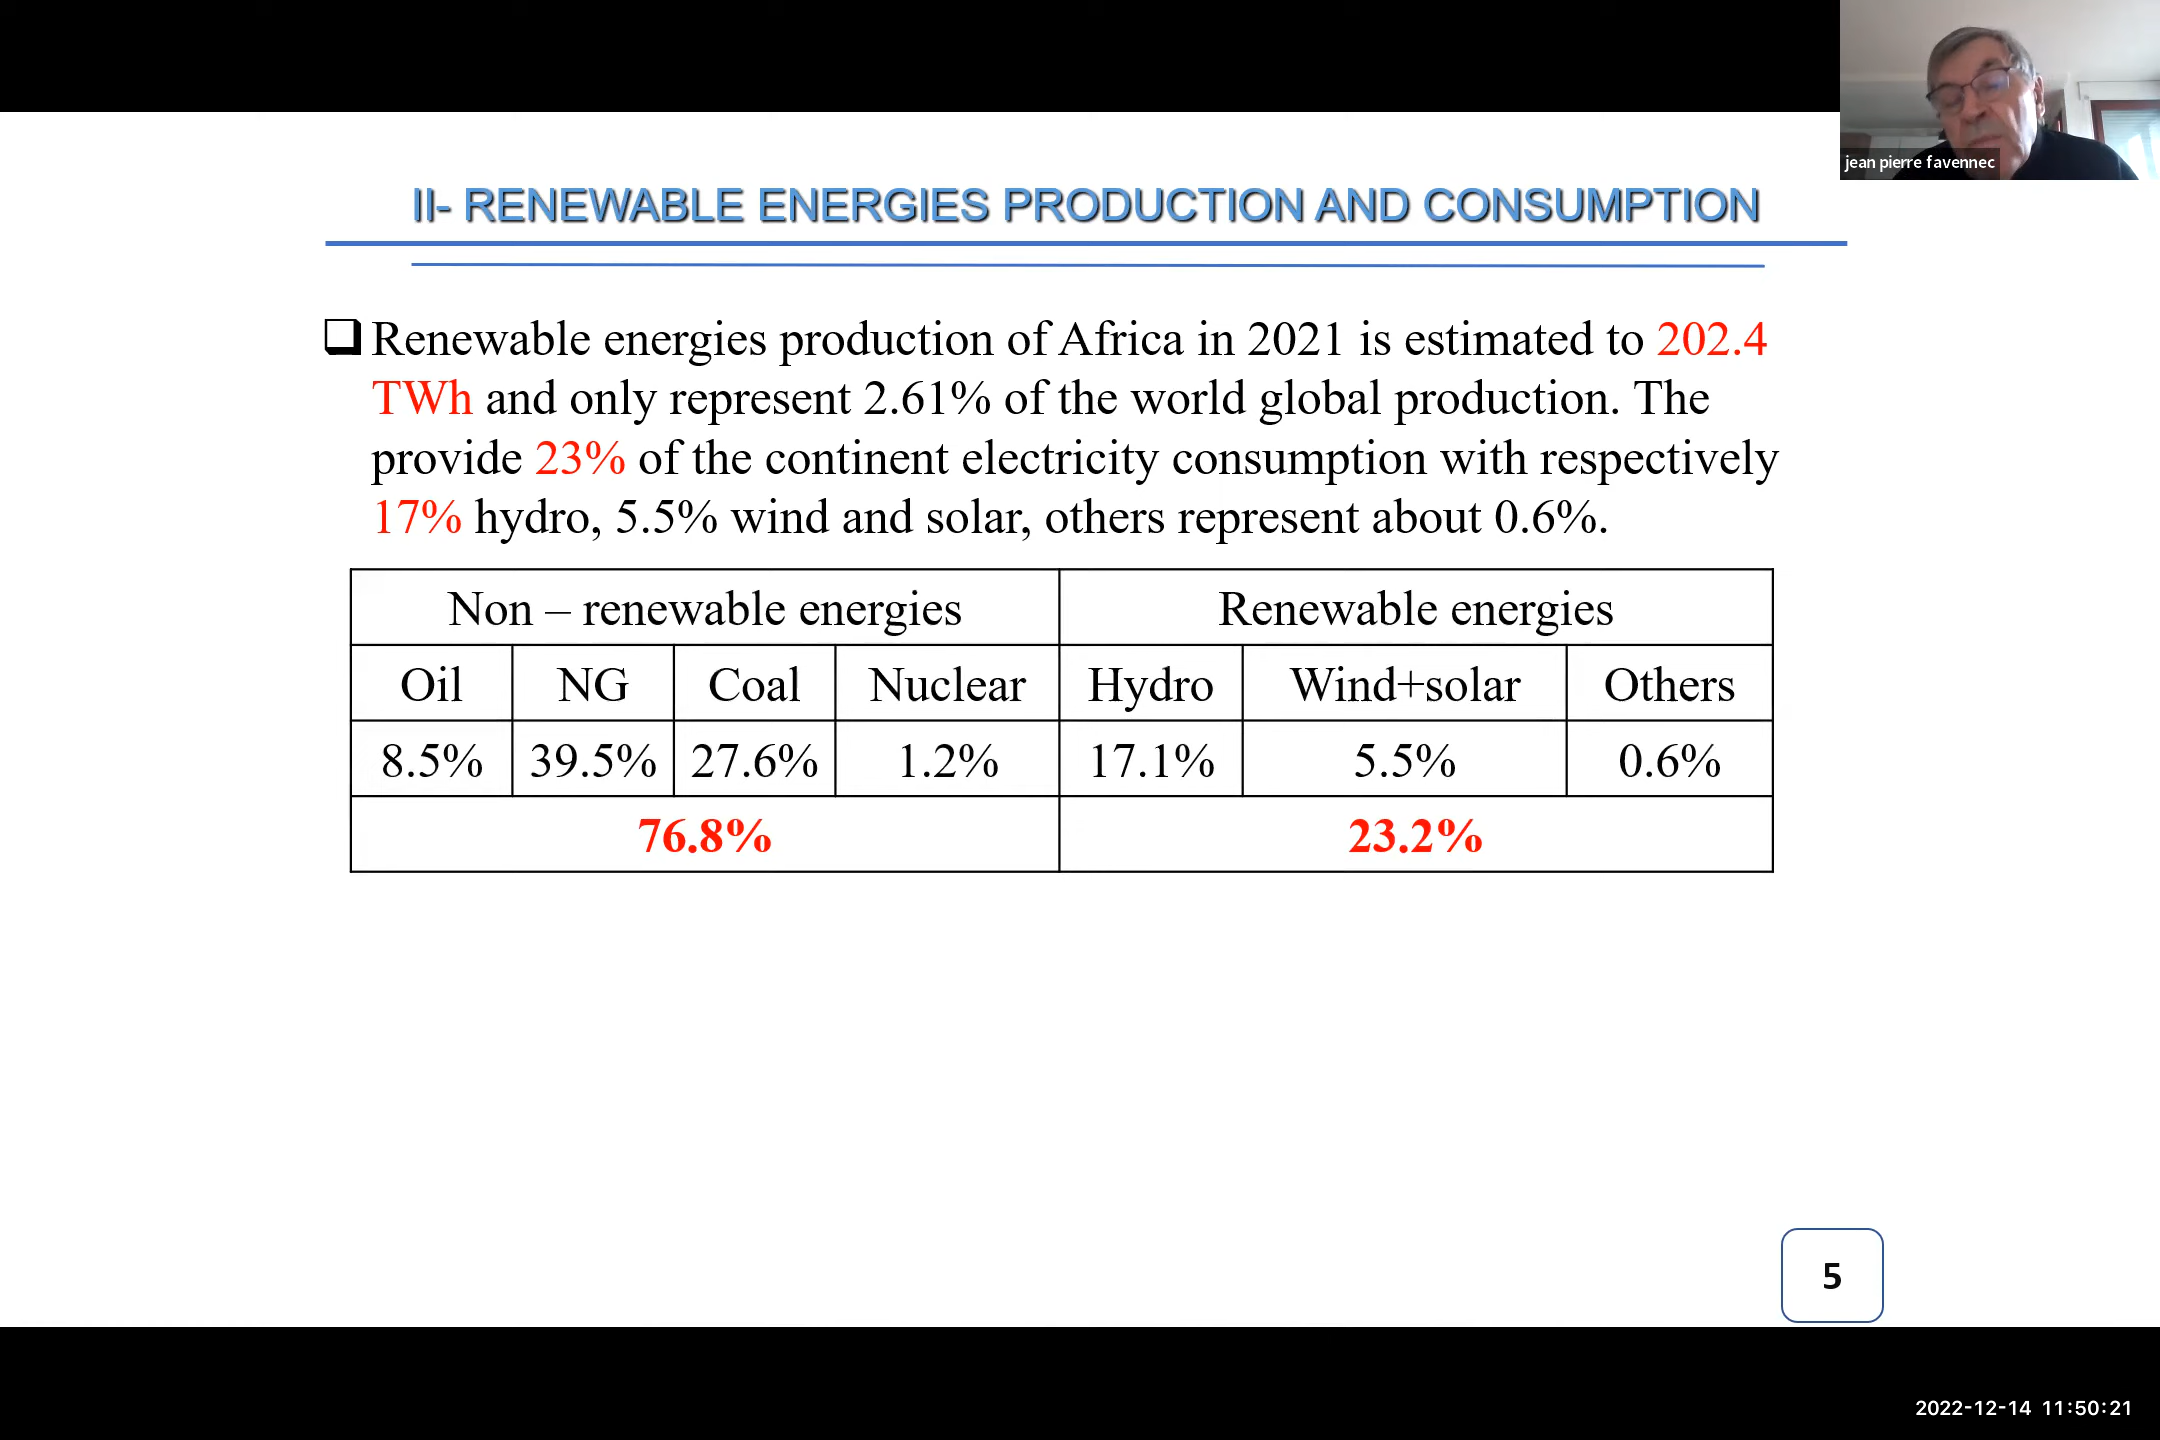 jean pierre favennec
II- RENEWABLE ENERGIES PRODUCTION AND CONSUMPTION
Renewable energies production of Africa in 2021 is estimated to 202.4
TWh and only represent 2.61% of the world global production. The
provide 23% of the continent electricity consumption with respectively
17% hydro, 5.5% wind and solar, others represent about 0.6%.
Non – renewable energies Renewable energies
Oil NG Coal Nuclear Hydro Wind+solar Others
8.5% 39.5% 27.6% 1.2% 17.1% 5.5% 0.6%
76.8% 23.2%
5
2022-12-14 11:50:21